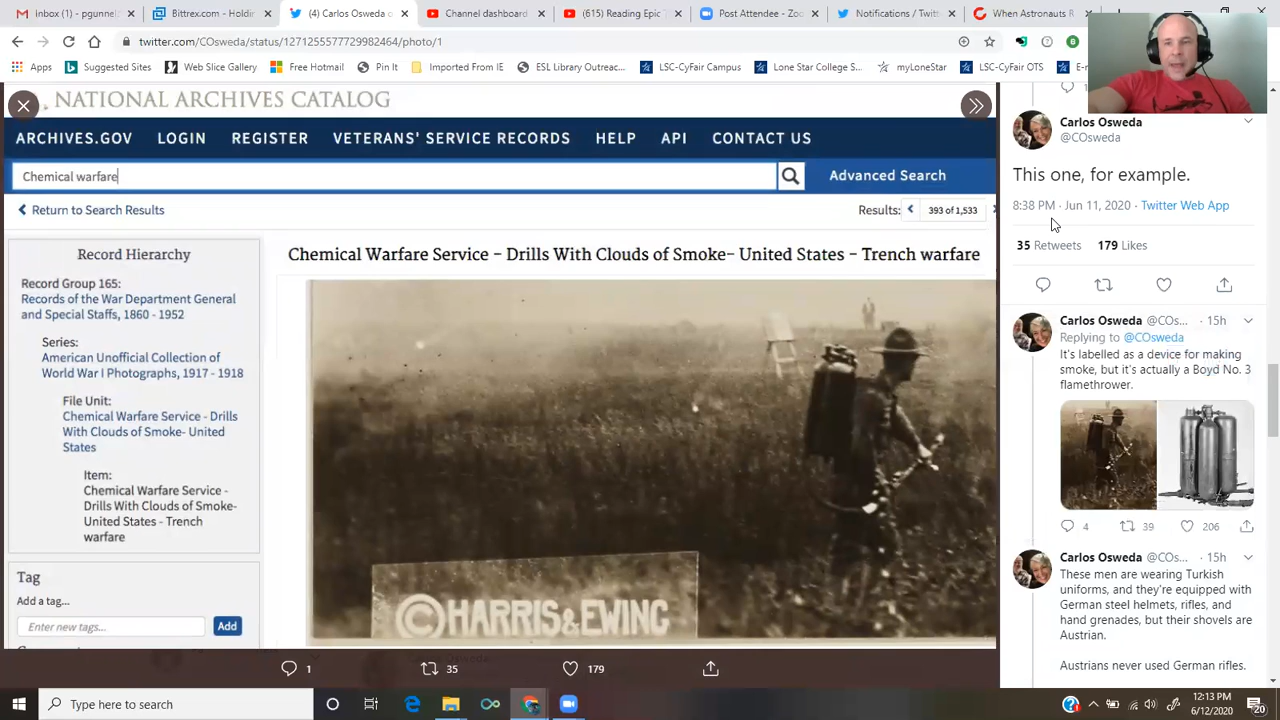 Inbox (4) - mi
Bittrex.com - Holdin
(4) Carlos Osweda o
Channel dashboard
(615) Reading Epic
Post Attendee - Zoo
Notifications / Twitte
When Astronauts R
twitter.com/COsweda/status/1271255577729982464/photo/1
Apps
Suggested Sites
Web Slice Gallery
Free Hotmail
Pin It
Imported From IE
ESL Library Outreac...
LSC-CyFair Campus
Lone Star College S...
myLoneStar
LSC-CyFair OTS
NATIONAL ARCHIVES CATALOG
ARCHIVES.GOV LOGIN REGISTER VETERANS' SERVICE RECORDS HELP API CONTACT US
Chemical warfare
Advanced Search
Return to Search Results
Results: 393 of 1,533
Record Hierarchy
Record Group 165:
Records of the War Department General
and Special Staffs, 1860 - 1952
Series:
American Unofficial Collection of
World War I Photographs, 1917 - 1918
File Unit:
Chemical Warfare Service - Drills
With Clouds of Smoke- United
States
Item:
Chemical Warfare Service -
Drills With Clouds of Smoke-
United States - Trench
warfare
Tag
Add a tag...
Enter new tags...
Add
Chemical Warfare Service - Drills With Clouds of Smoke- United States - Trench warfare
©HARRIS&EWING
1
35
179
Carlos Osweda
@COsweda
This one, for example.
8:38 PM · Jun 11, 2020 · Twitter Web App
35 Retweets 179 Likes
Carlos Osweda @COs... · 15h
Replying to @COsweda
It's labelled as a device for making
smoke, but it's actually a Boyd No. 3
flamethrower.
4 39 206
Carlos Osweda @COs... · 15h
These men are wearing Turkish
uniforms, and they're equipped with
German steel helmets, rifles, and
hand grenades, but their shovels are
Austrian.
Austrians never used German rifles.
Type here to search
12:13 PM
6/12/2020
20